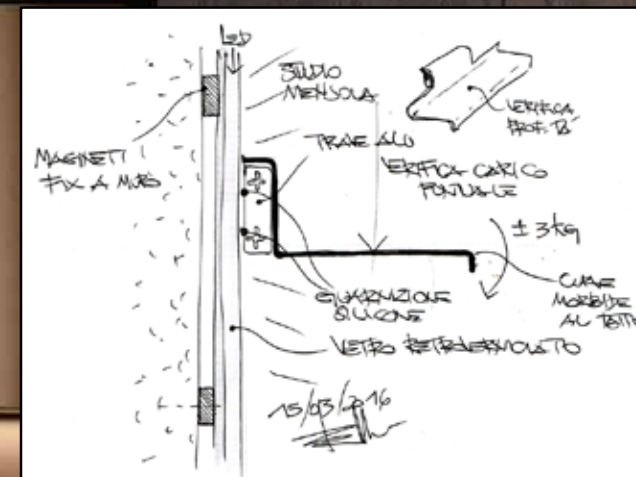 LED
STUDIO
MENSOLA
VERIFICA
MAGNETI
FIX A MURO
TRAVE ALU
VERIFICA CARICO
PUNTUALE
± 3 kg
CURVE
MORBIDE
AL TATTO
GUARNIZIONE
SILICONE
VETRO RETROVERNICIATO
15/03/2016